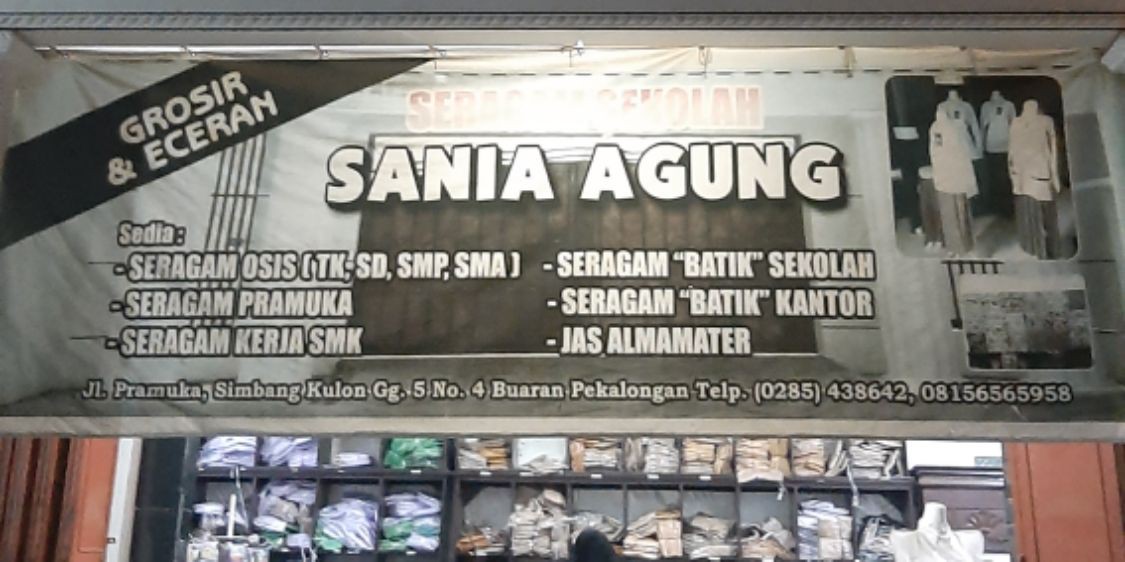 GROSIR
& ECERAN
SERAGAM SEKOLAH
SANIA AGUNG
Sedia :
- SERAGAM OSIS ( TK, SD, SMP, SMA )
- SERAGAM PRAMUKA
- SERAGAM KERJA SMK
- SERAGAM “BATIK” SEKOLAH
- SERAGAM “BATIK” KANTOR
- JAS ALMAMATER
Jl. Pramuka, Simbang Kulon Gg. 5 No. 4 Buaran Pekalongan Telp. (0285) 438642, 08156565958